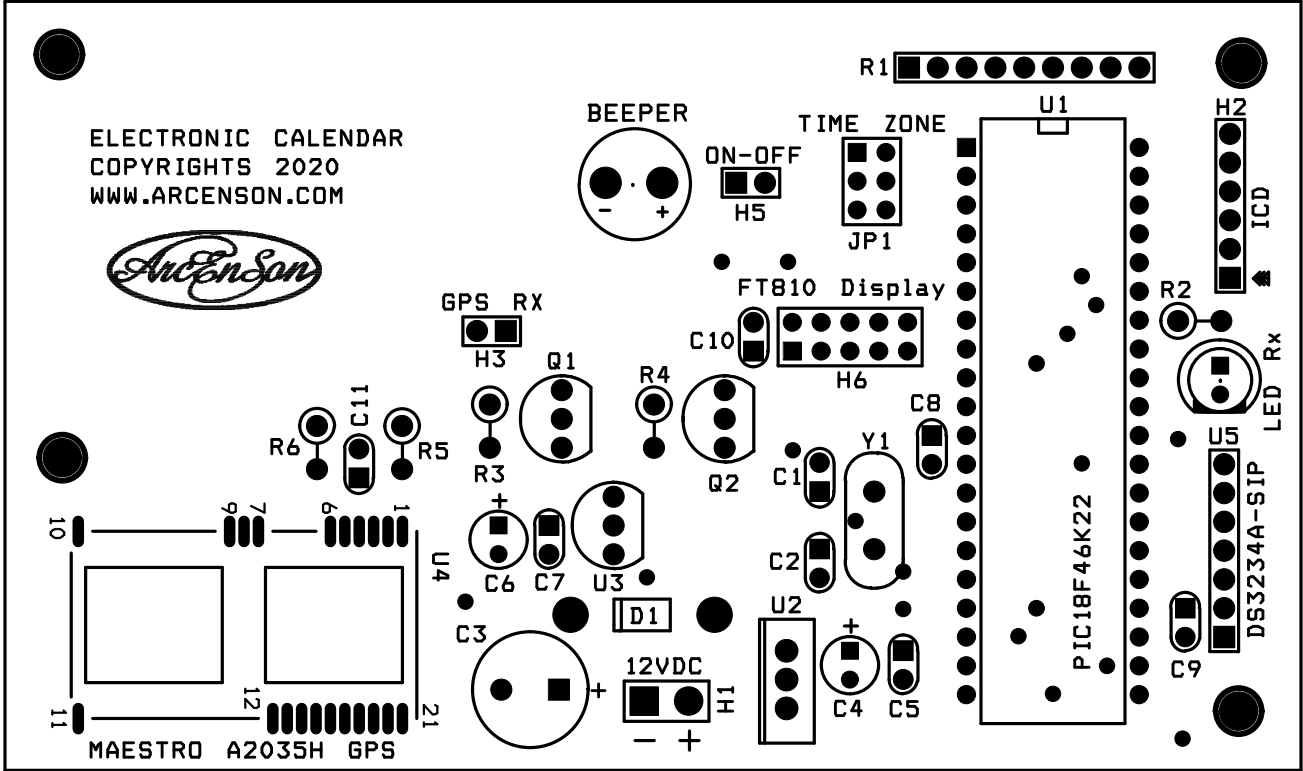 R1
U1
H2
BEEPER
TIME ZONE
ELECTRONIC CALENDAR
COPYRIGHTS 2020
WWW.ARCENSON.COM
ON-OFF
- +
H5
ICD
JP1
ArcEnSon
FT810 Display
R2
GPS RX
H3
C10
Rx
LED
H6
Q1
R4
C11
C8
R6
R5
R3
Q2
Y1
C1
U5
DS3234A-SIP
PIC18F46K22
10
9
7
6
1
+
U4
C6
C7
U3
C2
C3
D1
U2
+
12VDC
+
H1
- +
C4
C5
C9
12
11
21
MAESTRO A2035H GPS